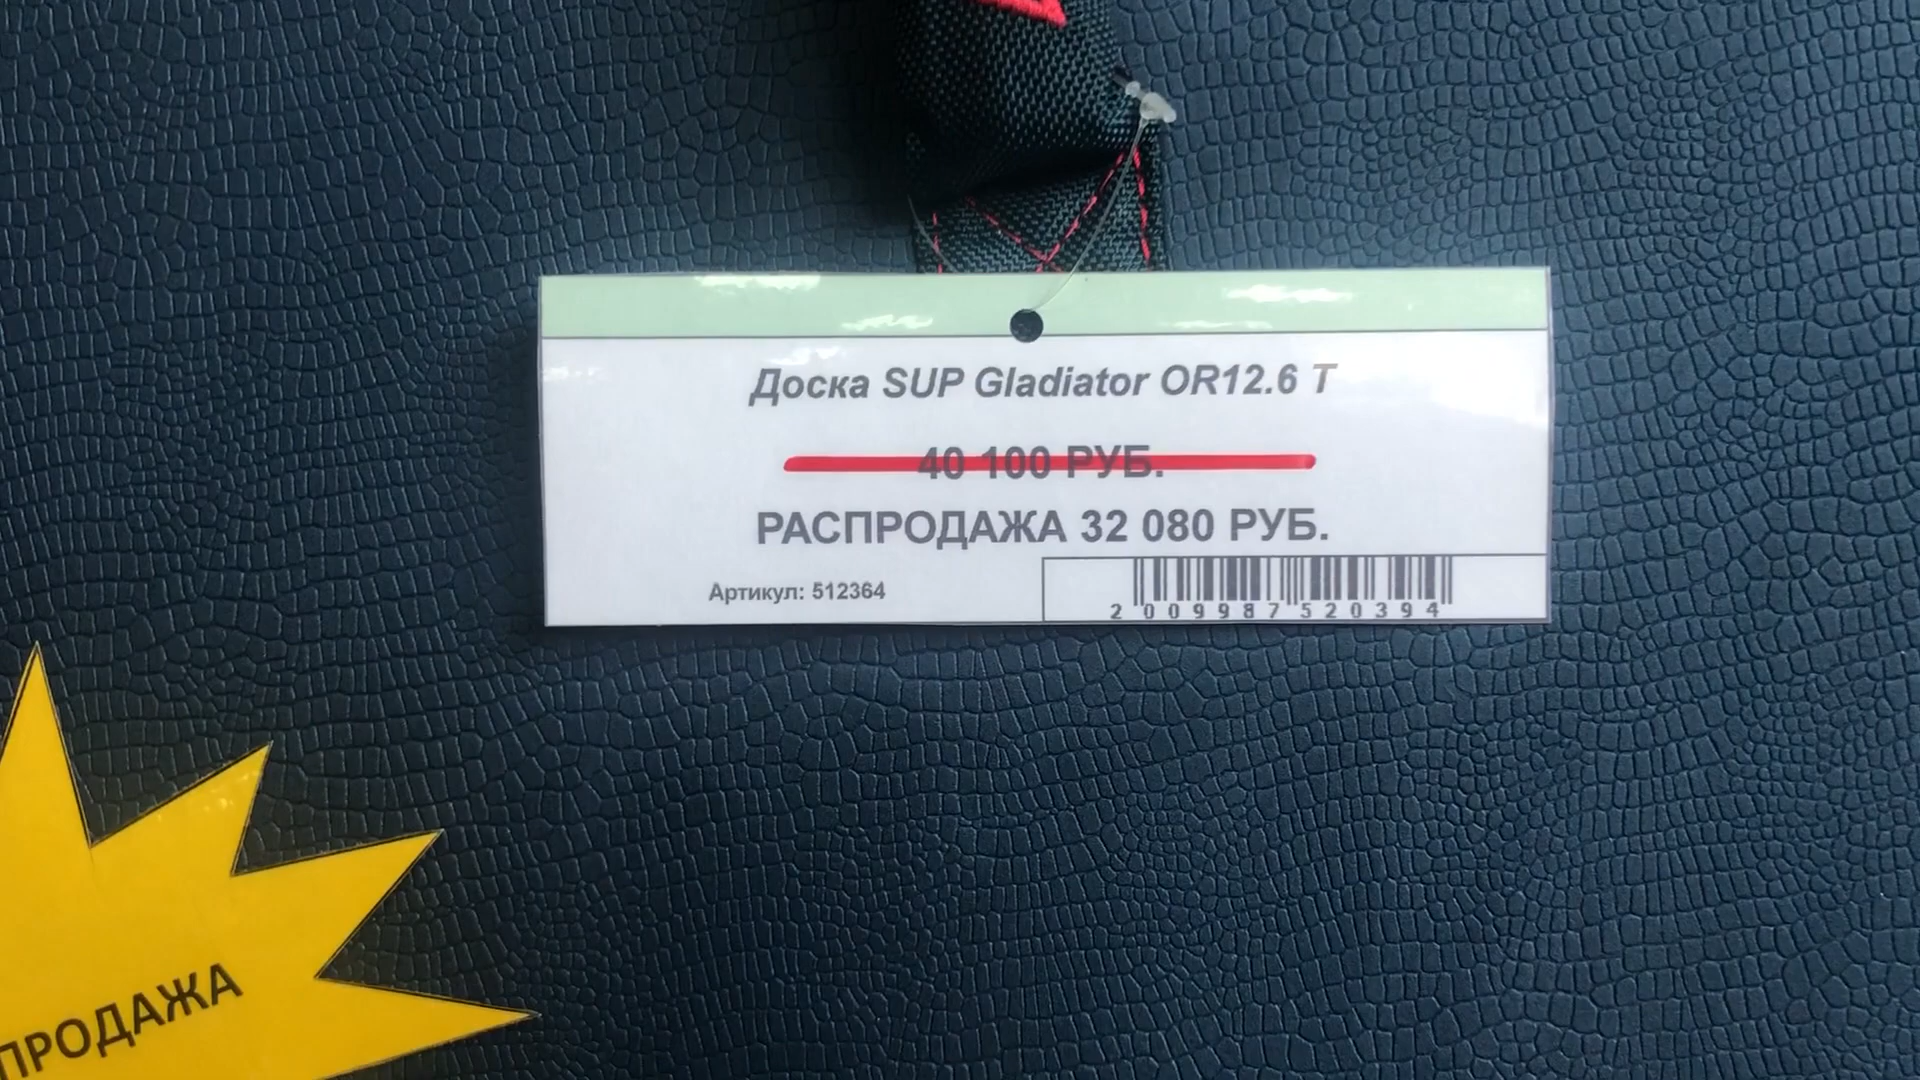 Доска SUP Gladiator OR12.6 T
40 100 РУБ.
РАСПРОДАЖА 32 080 РУБ.
Артикул: 512364
2009987520394
ПРОДАЖА